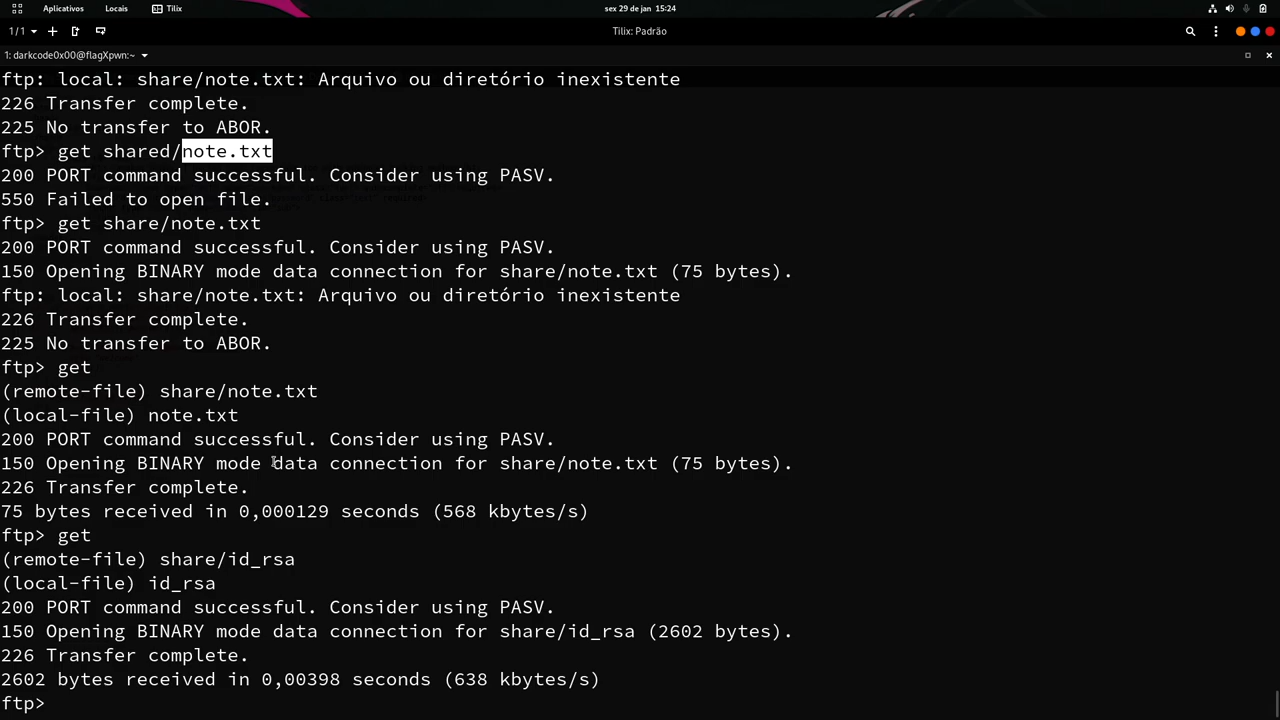 Aplicativos Locais Tilix sex 29 de jan 15:24
1/1 Tilix: Padrão
1: darkcode0x00@flagXpwn:~
ftp: local: share/note.txt: Arquivo ou diretório inexistente
226 Transfer complete.
225 No transfer to ABOR.
ftp> get shared/note.txt
200 PORT command successful. Consider using PASV.
550 Failed to open file.
ftp> get share/note.txt
200 PORT command successful. Consider using PASV.
150 Opening BINARY mode data connection for share/note.txt (75 bytes).
ftp: local: share/note.txt: Arquivo ou diretório inexistente
226 Transfer complete.
225 No transfer to ABOR.
ftp> get
(remote-file) share/note.txt
(local-file) note.txt
200 PORT command successful. Consider using PASV.
150 Opening BINARY mode data connection for share/note.txt (75 bytes).
226 Transfer complete.
75 bytes received in 0,000129 seconds (568 kbytes/s)
ftp> get
(remote-file) share/id_rsa
(local-file) id_rsa
200 PORT command successful. Consider using PASV.
150 Opening BINARY mode data connection for share/id_rsa (2602 bytes).
226 Transfer complete.
2602 bytes received in 0,00398 seconds (638 kbytes/s)
ftp>